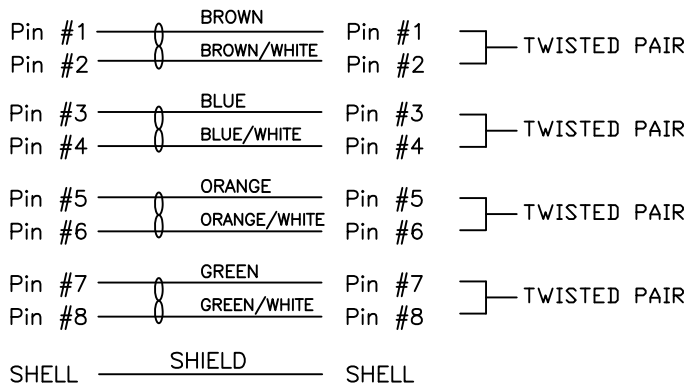 BROWN
Pin #1 Pin #1
BROWN/WHITE TWISTED PAIR
Pin #2 Pin #2
BLUE
Pin #3 Pin #3
BLUE/WHITE TWISTED PAIR
Pin #4 Pin #4
ORANGE
Pin #5 Pin #5
ORANGE/WHITE TWISTED PAIR
Pin #6 Pin #6
GREEN
Pin #7 Pin #7
GREEN/WHITE TWISTED PAIR
Pin #8 Pin #8
SHIELD
SHELL SHELL